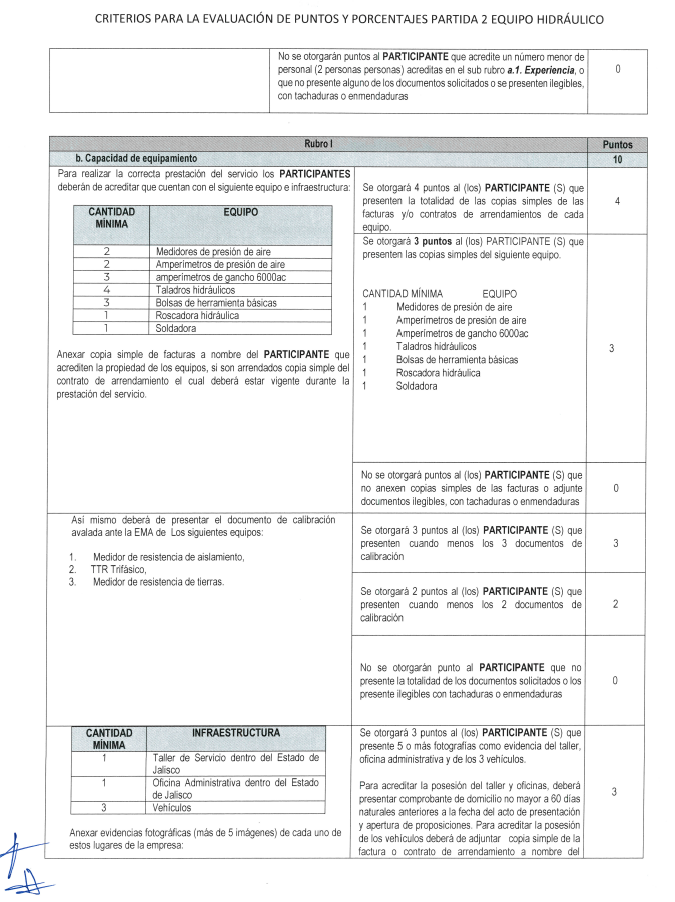 CRITERIOS PARA LA EVALUACIÓN DE PUNTOS Y PORCENTAJES PARTIDA 2 EQUIPO HIDRÁULICO
No se otorgarán puntos al PARTICIPANTE que acredite un número menor de
personal (2 personas personas) acreditas en el sub rubro a.1. Experiencia, o
que no presente alguno de los documentos solicitados o se presenten ilegibles,
con tachaduras o enmendaduras
0
Rubro I
Puntos
b. Capacidad de equipamiento
10
Para realizar la correcta prestación del servicio los PARTICIPANTES
deberán de acreditar que cuentan con el siguiente equipo e infraestructura:
CANTIDAD
MÍNIMA
EQUIPO
2 Medidores de presión de aire
2 Amperímetros de presión de aire
3 amperímetros de gancho 6000ac
4 Taladros hidráulicos
3 Bolsas de herramienta básicas
1 Roscadora hidráulica
1 Soldadora
Anexar copia simple de facturas a nombre del PARTICIPANTE que
acrediten la propiedad de los equipos, si son arrendados copia simple del
contrato de arrendamiento el cual deberá estar vigente durante la
prestación del servicio.
Se otorgará 4 puntos al (los) PARTICIPANTE (S) que
presenten la totalidad de las copias simples de las
facturas y/o contratos de arrendamientos de cada
equipo.
4
Se otorgará 3 puntos al (los) PARTICIPANTE (S) que
presenten las copias simples del siguiente equipo.
CANTIDAD MÍNIMA EQUIPO
1 Medidores de presión de aire
1 Amperímetros de presión de aire
1 Amperímetros de gancho 6000ac
1 Taladros hidráulicos
1 Bolsas de herramienta básicas
1 Roscadora hidráulica
1 Soldadora
3
No se otorgará puntos al (los) PARTICIPANTE (S) que
no anexen copias simples de las facturas o adjunte
documentos ilegibles, con tachaduras o enmendaduras
0
Así mismo deberá de presentar el documento de calibración
avalada ante la EMA de Los siguientes equipos:
1. Medidor de resistencia de aislamiento,
2. TTR Trifásico,
3. Medidor de resistencia de tierras.
Se otorgará 3 puntos al (los) PARTICIPANTE (S) que
presenten cuando menos los 3 documentos de
calibración
3
Se otorgará 2 puntos al (los) PARTICIPANTE (S) que
presenten cuando menos los 2 documentos de
calibración
2
No se otorgarán punto al PARTICIPANTE que no
presente la totalidad de los documentos solicitados o los
presente ilegibles con tachaduras o enmendaduras
0
CANTIDAD
MÍNIMA
INFRAESTRUCTURA
1 Taller de Servicio dentro del Estado de
Jalisco
1 Oficina Administrativa dentro del Estado
de Jalisco
3 Vehículos
Anexar evidencias fotográficas (más de 5 imágenes) de cada uno de
estos lugares de la empresa:
Se otorgará 3 puntos al (los) PARTICIPANTE (S) que
presente 5 o más fotografías como evidencia del taller,
oficina administrativa y de los 3 vehículos.
Para acreditar la posesión del taller y oficinas, deberá
presentar comprobante de domicilio no mayor a 60 días
naturales anteriores a la fecha del acto de presentación
y apertura de proposiciones. Para acreditar la posesión
de los vehículos deberá de adjuntar copia simple de la
factura o contrato de arrendamiento a nombre del
3